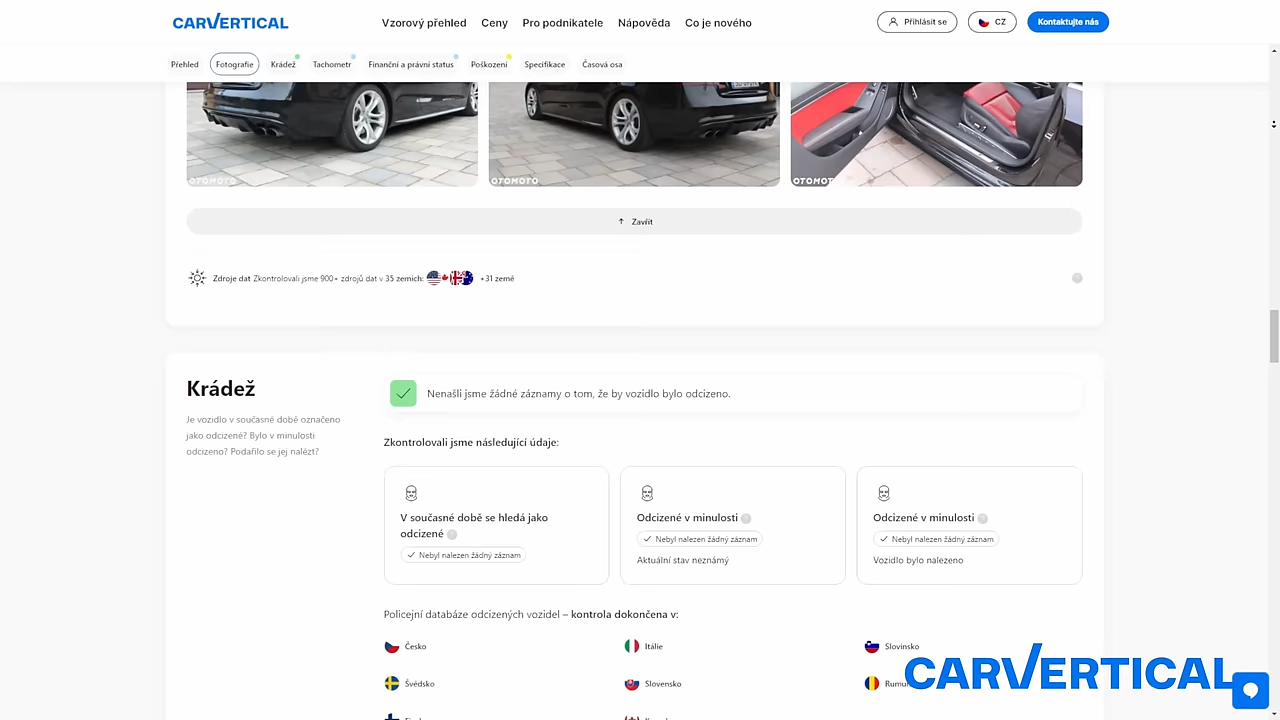 CARVERTICAL
Vzorový přehled
Ceny
Pro podnikatele
Nápověda
Co je nového
Přihlásit se
CZ
Kontaktujte nás
Přehled
Fotografie
Krádež
Tachometr
Finanční a právní status
Poškození
Specifikace
Časová osa
OTOMOTO
OTOMOTO
OTOMOT
Zavřít
Zdroje dat Zkontrolovali jsme 900+ zdrojů dat v 35 zemích:
+31 země
Krádež
Je vozidlo v současné době označeno
jako odcizené? Bylo v minulosti
odcizeno? Podařilo se jej nalézt?
Nenašli jsme žádné záznamy o tom, že by vozidlo bylo odcizeno.
Zkontrolovali jsme následující údaje:
V současné době se hledá jako
odcizené
Nebyl nalezen žádný záznam
Odcizené v minulosti
Nebyl nalezen žádný záznam
Aktuální stav neznámý
Odcizené v minulosti
Nebyl nalezen žádný záznam
Vozidlo bylo nalezeno
Policejní databáze odcizených vozidel – kontrola dokončena v:
Česko
Itálie
Slovinsko
Švédsko
Slovensko
CARVERTICAL